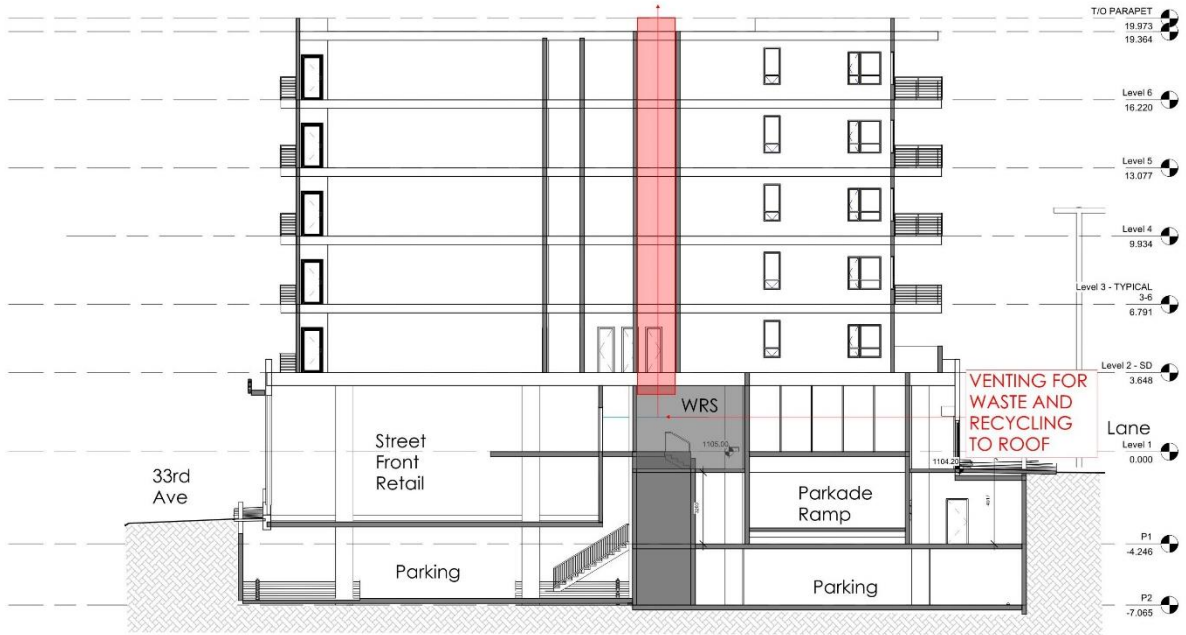 T/O PARAPET
19.973
19.364
Level 6
16.220
Level 5
13.077
Level 4
9.934
Level 3 - TYPICAL
3-6
6.791
Level 2 - SD
3.648
VENTING FOR
WASTE AND
RECYCLING
TO ROOF
WRS
Lane
Level 1
0.000
1105.00
1104.20
Street
Front
Retail
33rd
Ave
Parkade
Ramp
P1
-4.246
Parking
Parking
P2
-7.065